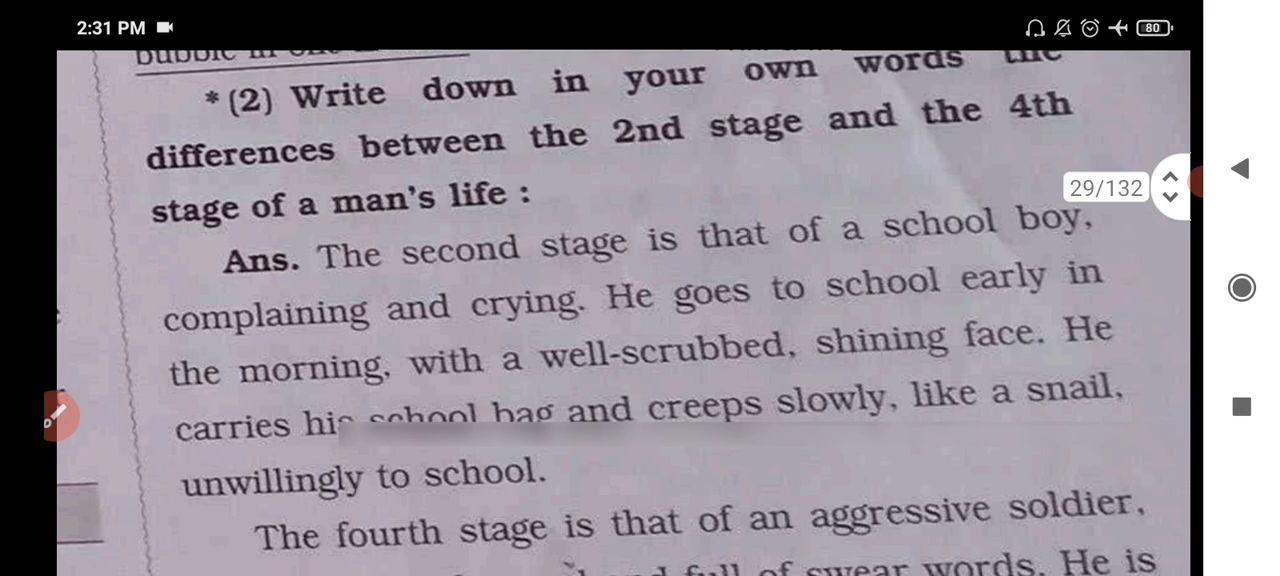 2:31 PM
80
* (2) Write down in your own words the
differences between the 2nd stage and the 4th
stage of a man's life :
29/132
Ans. The second stage is that of a school boy,
complaining and crying. He goes to school early in
the morning, with a well-scrubbed, shining face. He
carries his school bag and creeps slowly, like a snail,
unwillingly to school.
The fourth stage is that of an aggressive soldier,
full of swear words. He is